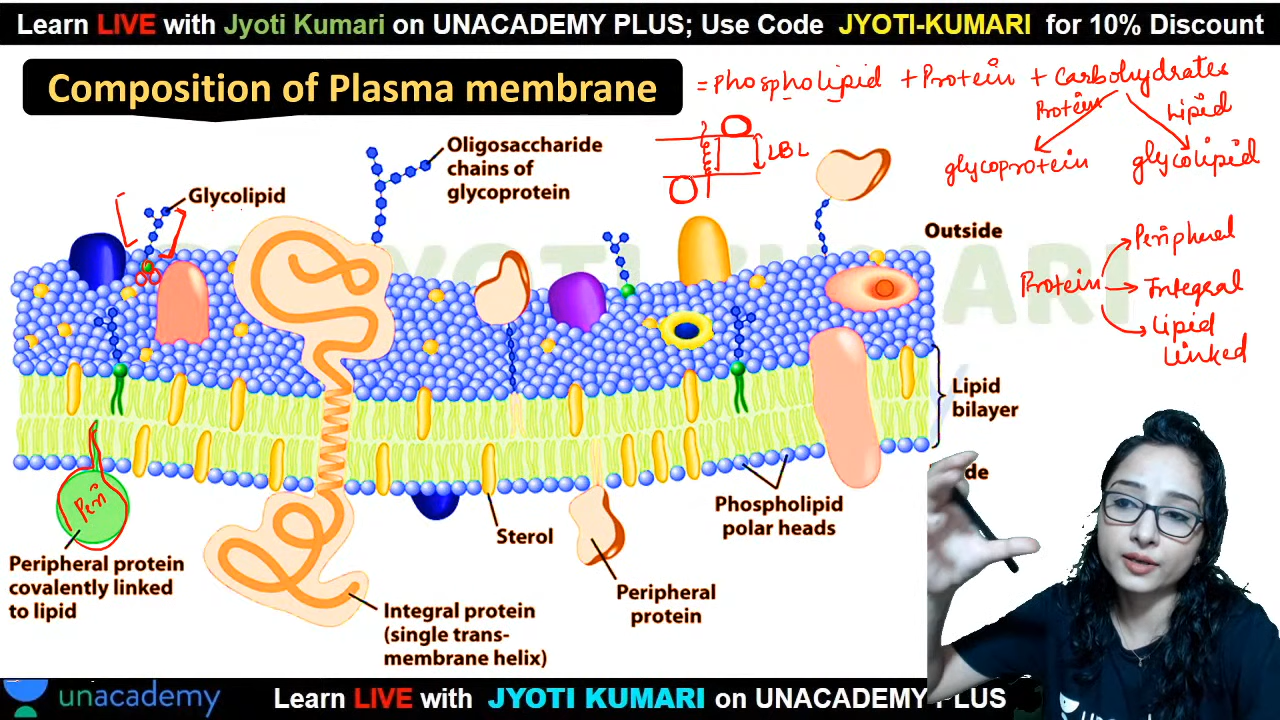 Learn LIVE with Jyoti Kumari on UNACADEMY PLUS; Use Code JYOTI-KUMARI for 10% Discount
Composition of Plasma membrane
= Phospholipid + Protein + Carbohydrates
Protein
Lipid
glycoprotein
glycolipid
LBL
Oligosaccharide
chains of
glycoprotein
Glycolipid
Outside
Protein
Peripheral
Integral
Lipid
Linked
Lipid
bilayer
Phospholipid
polar heads
Sterol
Peri
Peripheral protein
covalently linked
to lipid
Integral protein
(single trans-
membrane helix)
Peripheral
protein
unacademy
Learn LIVE with JYOTI KUMARI on UNACADEMY PLUS